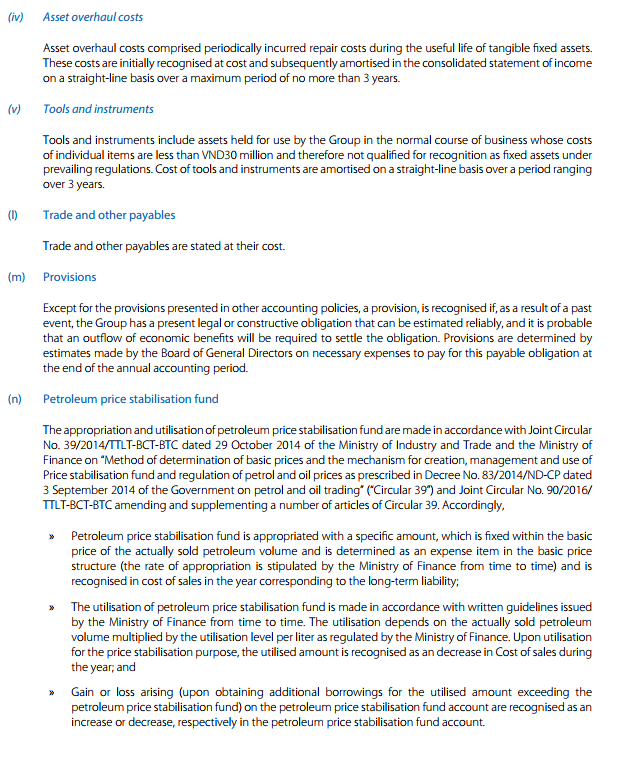 (iv) Asset overhaul costs
Asset overhaul costs comprised periodically incurred repair costs during the useful life of tangible fixed assets.
These costs are initially recognised at cost and subsequently amortised in the consolidated statement of income
on a straight-line basis over a maximum period of no more than 3 years.
(v) Tools and instruments
Tools and instruments include assets held for use by the Group in the normal course of business whose costs
of individual items are less than VND30 million and therefore not qualified for recognition as fixed assets under
prevailing regulations. Cost of tools and instruments are amortised on a straight-line basis over a period ranging
over 3 years.
(l) Trade and other payables
Trade and other payables are stated at their cost.
(m) Provisions
Except for the provisions presented in other accounting policies, a provision, is recognised if, as a result of a past
event, the Group has a present legal or constructive obligation that can be estimated reliably, and it is probable
that an outflow of economic benefits will be required to settle the obligation. Provisions are determined by
estimates made by the Board of General Directors on necessary expenses to pay for this payable obligation at
the end of the annual accounting period.
(n) Petroleum price stabilisation fund
The appropriation and utilisation of petroleum price stabilisation fund are made in accordance with Joint Circular
No. 39/2014/TTLT-BCT-BTC dated 29 October 2014 of the Ministry of Industry and Trade and the Ministry of
Finance on "Method of determination of basic prices and the mechanism for creation, management and use of
Price stabilisation fund and regulation of petrol and oil prices as prescribed in Decree No. 83/2014/ND-CP dated
3 September 2014 of the Government on petrol and oil trading" ("Circular 39") and Joint Circular No. 90/2016/
TTLT-BCT-BTC amending and supplementing a number of articles of Circular 39. Accordingly,
» Petroleum price stabilisation fund is appropriated with a specific amount, which is fixed within the basic
price of the actually sold petroleum volume and is determined as an expense item in the basic price
structure (the rate of appropriation is stipulated by the Ministry of Finance from time to time) and is
recognised in cost of sales in the year corresponding to the long-term liability;
» The utilisation of petroleum price stabilisation fund is made in accordance with written guidelines issued
by the Ministry of Finance from time to time. The utilisation depends on the actually sold petroleum
volume multiplied by the utilisation level per liter as regulated by the Ministry of Finance. Upon utilisation
for the price stabilisation purpose, the utilised amount is recognised as an decrease in Cost of sales during
the year; and
» Gain or loss arising (upon obtaining additional borrowings for the utilised amount exceeding the
petroleum price stabilisation fund) on the petroleum price stabilisation fund account are recognised as an
increase or decrease, respectively in the petroleum price stabilisation fund account.